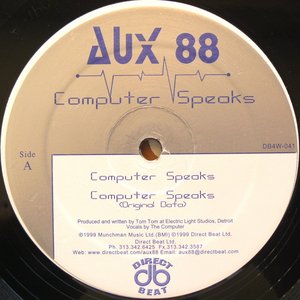 AUX 88
Computer Speaks
DB4W-041
Side
A
Computer Speaks
Computer Speaks
(Original Data)
Produced and written by Tom Tom at Electric Light Studios, Detroit
Vocals by The Computer
©1999 Munchman Music Ltd (BMI) ©1999 Direct Beat Ltd.
Direct Beat Ltd.
Ph. 313.342.8425 Fx 313.342.3587
Web: www.directbeat.com/aux88 Email: aux88@directbeat.com
DIRECT
db
BEAT